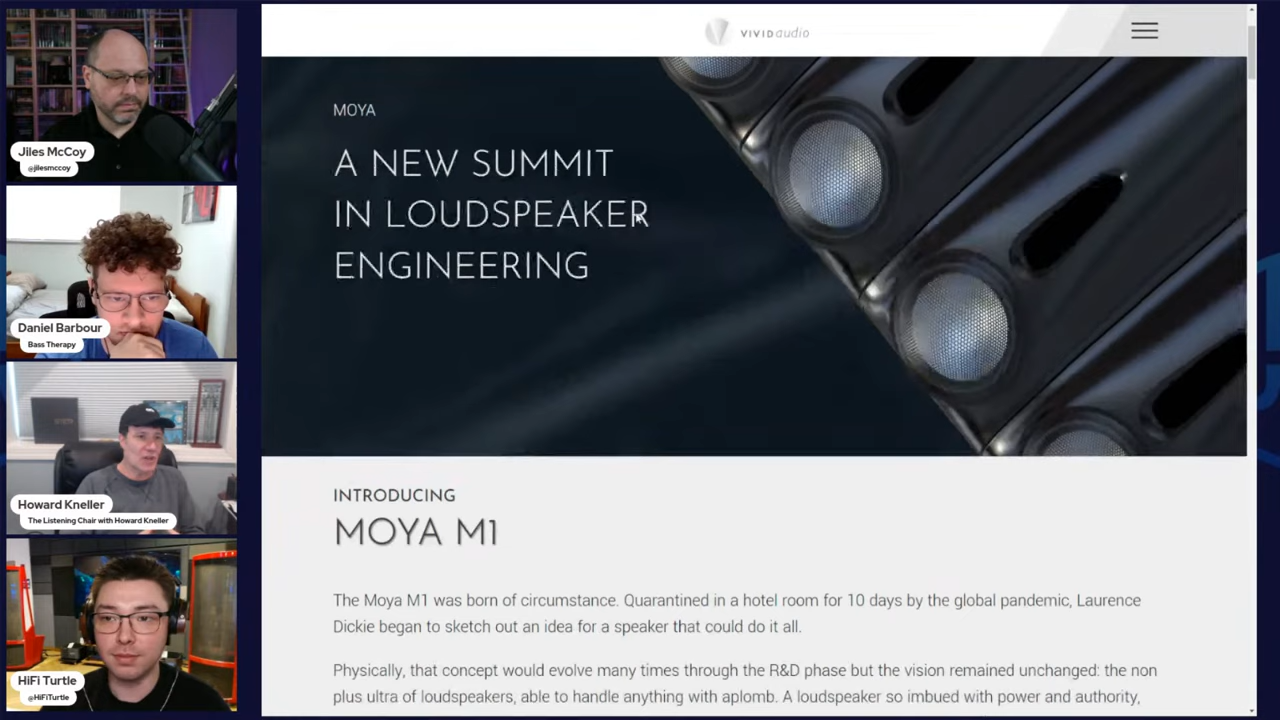 Jiles McCoy
@jilesmccoy
Daniel Barbour
Bass Therapy
Howard Kneller
The Listening Chair with Howard Kneller
HiFi Turtle
@HiFiTurtle
VIVID audio
MOYA
A NEW SUMMIT
IN LOUDSPEAKER
ENGINEERING
INTRODUCING
MOYA M1
The Moya M1 was born of circumstance. Quarantined in a hotel room for 10 days by the global pandemic, Laurence
Dickie began to sketch out an idea for a speaker that could do it all.
Physically, that concept would evolve many times through the R&D phase but the vision remained unchanged: the non
plus ultra of loudspeakers, able to handle anything with aplomb. A loudspeaker so imbued with power and authority,